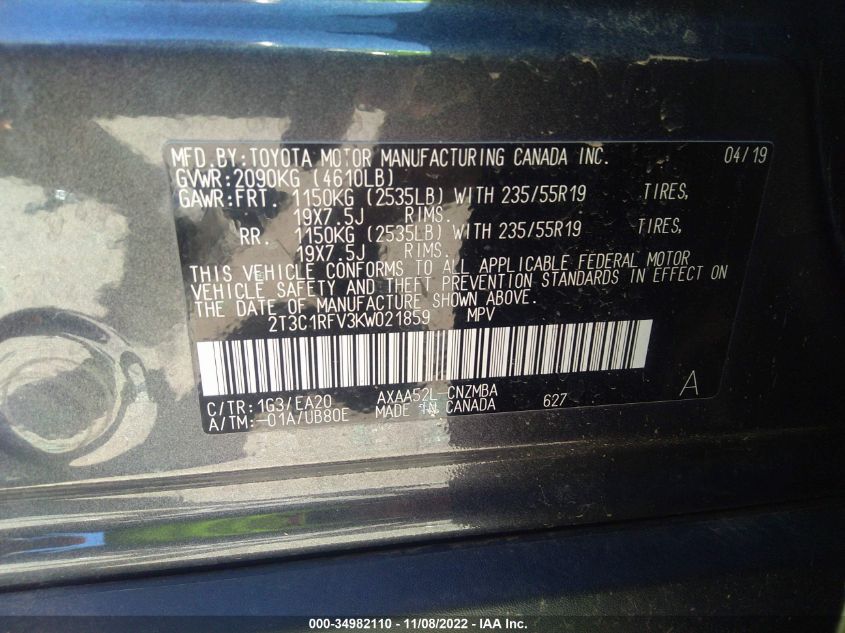 MFD.BY:TOYOTA MOTOR MANUFACTURING CANADA INC. 04/19
GVWR:2090KG (4610LB)
GAWR:FRT. 1150KG (2535LB) WITH 235/55R19 TIRES,
19X7.5J RIMS.
RR. 1150KG (2535LB) WITH 235/55R19 TIRES,
19X7.5J RIMS.
THIS VEHICLE CONFORMS TO ALL APPLICABLE FEDERAL MOTOR
VEHICLE SAFETY AND THEFT PREVENTION STANDARDS IN EFFECT ON
THE DATE OF MANUFACTURE SHOWN ABOVE.
2T3C1RFV3KW021859 MPV
C/TR:1G3/EA20 AXAA52L-CNZMBA
A/TM:-01A/UB80E MADE IN CANADA 627 A
000-34982110 - 11/08/2022 - IAA Inc.